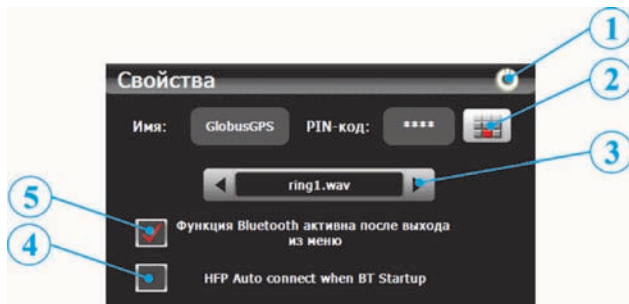 1
Свойства
2
Имя: GlobusGPS PIN-код: ****
3
ring1.wav
5
Функция Bluetooth активна после выхода
из меню
4
HFP Auto connect when BT Startup